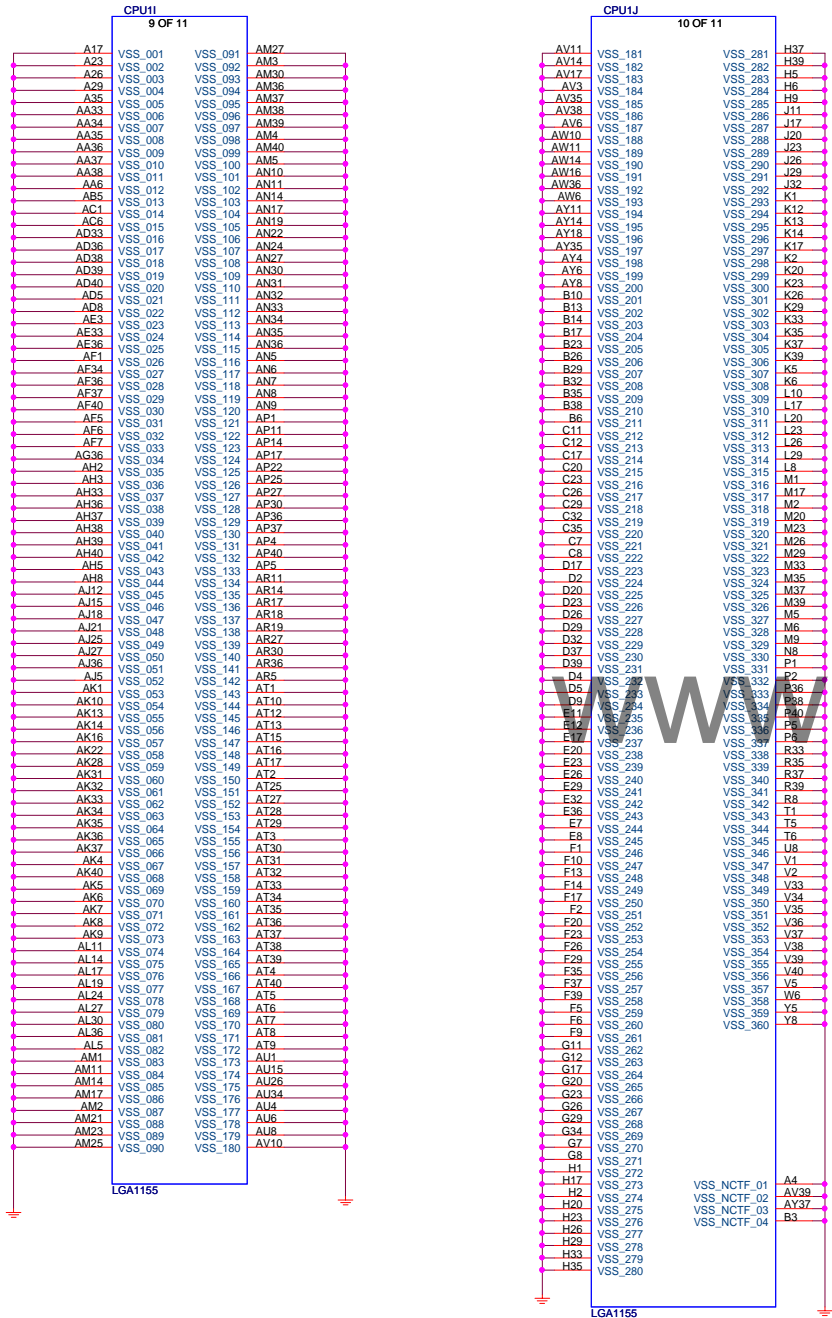 CPU1I
9 OF 11
A17 VSS_001 VSS_091 AM27
A23 VSS_002 VSS_092 AM3
A26 VSS_003 VSS_093 AM30
A29 VSS_004 VSS_094 AM36
A35 VSS_005 VSS_095 AM37
AA33 VSS_006 VSS_096 AM38
AA34 VSS_007 VSS_097 AM39
AA35 VSS_008 VSS_098 AM4
AA36 VSS_009 VSS_099 AM40
AA37 VSS_010 VSS_100 AM5
AA38 VSS_011 VSS_101 AN10
AA6 VSS_012 VSS_102 AN11
AB5 VSS_013 VSS_103 AN14
AC1 VSS_014 VSS_104 AN17
AC6 VSS_015 VSS_105 AN19
AD33 VSS_016 VSS_106 AN22
AD36 VSS_017 VSS_107 AN24
AD38 VSS_018 VSS_108 AN27
AD39 VSS_019 VSS_109 AN30
AD40 VSS_020 VSS_110 AN31
AD5 VSS_021 VSS_111 AN32
AD8 VSS_022 VSS_112 AN33
AE3 VSS_023 VSS_113 AN34
AE33 VSS_024 VSS_114 AN35
AE36 VSS_025 VSS_115 AN36
AF1 VSS_026 VSS_116 AN5
AF34 VSS_027 VSS_117 AN6
AF36 VSS_028 VSS_118 AN7
AF37 VSS_029 VSS_119 AN8
AF40 VSS_030 VSS_120 AN9
AF5 VSS_031 VSS_121 AP1
AF6 VSS_032 VSS_122 AP11
AF7 VSS_033 VSS_123 AP14
AG36 VSS_034 VSS_124 AP17
AH2 VSS_035 VSS_125 AP22
AH3 VSS_036 VSS_126 AP25
AH33 VSS_037 VSS_127 AP27
AH36 VSS_038 VSS_128 AP30
AH37 VSS_039 VSS_129 AP36
AH38 VSS_040 VSS_130 AP37
AH39 VSS_041 VSS_131 AP4
AH40 VSS_042 VSS_132 AP40
AH5 VSS_043 VSS_133 AP5
AH8 VSS_044 VSS_134 AR11
AJ12 VSS_045 VSS_135 AR14
AJ15 VSS_046 VSS_136 AR17
AJ18 VSS_047 VSS_137 AR18
AJ21 VSS_048 VSS_138 AR19
AJ25 VSS_049 VSS_139 AR27
AJ27 VSS_050 VSS_140 AR30
AJ36 VSS_051 VSS_141 AR36
AJ5 VSS_052 VSS_142 AR5
AK1 VSS_053 VSS_143 AT1
AK10 VSS_054 VSS_144 AT10
AK13 VSS_055 VSS_145 AT12
AK14 VSS_056 VSS_146 AT13
AK16 VSS_057 VSS_147 AT15
AK22 VSS_058 VSS_148 AT16
AK28 VSS_059 VSS_149 AT17
AK31 VSS_060 VSS_150 AT2
AK32 VSS_061 VSS_151 AT25
AK33 VSS_062 VSS_152 AT27
AK34 VSS_063 VSS_153 AT28
AK35 VSS_064 VSS_154 AT29
AK36 VSS_065 VSS_155 AT3
AK37 VSS_066 VSS_156 AT30
AK4 VSS_067 VSS_157 AT31
AK40 VSS_068 VSS_158 AT32
AK5 VSS_069 VSS_159 AT33
AK6 VSS_070 VSS_160 AT34
AK7 VSS_071 VSS_161 AT35
AK8 VSS_072 VSS_162 AT36
AK9 VSS_073 VSS_163 AT37
AL11 VSS_074 VSS_164 AT38
AL14 VSS_075 VSS_165 AT39
AL17 VSS_076 VSS_166 AT4
AL19 VSS_077 VSS_167 AT40
AL24 VSS_078 VSS_168 AT5
AL27 VSS_079 VSS_169 AT6
AL30 VSS_080 VSS_170 AT7
AL36 VSS_081 VSS_171 AT8
AL5 VSS_082 VSS_172 AT9
AM1 VSS_083 VSS_173 AU1
AM11 VSS_084 VSS_174 AU15
AM14 VSS_085 VSS_175 AU26
AM17 VSS_086 VSS_176 AU34
AM2 VSS_087 VSS_177 AU4
AM21 VSS_088 VSS_178 AU6
AM23 VSS_089 VSS_179 AU8
AM25 VSS_090 VSS_180 AV10
LGA1155
CPU1J
10 OF 11
AV11 VSS_181 VSS_281 H37
AV14 VSS_182 VSS_282 H39
AV17 VSS_183 VSS_283 H5
AV3 VSS_184 VSS_284 H6
AV35 VSS_185 VSS_285 H9
AV38 VSS_186 VSS_286 J11
AV6 VSS_187 VSS_287 J17
AW10 VSS_188 VSS_288 J20
AW11 VSS_189 VSS_289 J23
AW14 VSS_190 VSS_290 J26
AW16 VSS_191 VSS_291 J29
AW36 VSS_192 VSS_292 J32
AW6 VSS_193 VSS_293 K1
AY11 VSS_194 VSS_294 K12
AY14 VSS_195 VSS_295 K13
AY18 VSS_196 VSS_296 K14
AY35 VSS_197 VSS_297 K17
AY4 VSS_198 VSS_298 K2
AY6 VSS_199 VSS_299 K20
AY8 VSS_200 VSS_300 K23
B10 VSS_201 VSS_301 K26
B13 VSS_202 VSS_302 K29
B14 VSS_203 VSS_303 K33
B17 VSS_204 VSS_304 K35
B23 VSS_205 VSS_305 K37
B26 VSS_206 VSS_306 K39
B29 VSS_207 VSS_307 K5
B32 VSS_208 VSS_308 K6
B35 VSS_209 VSS_309 L10
B38 VSS_210 VSS_310 L17
B6 VSS_211 VSS_311 L20
C11 VSS_212 VSS_312 L23
C12 VSS_213 VSS_313 L26
C17 VSS_214 VSS_314 L29
C20 VSS_215 VSS_315 L8
C23 VSS_216 VSS_316 M1
C26 VSS_217 VSS_317 M17
C29 VSS_218 VSS_318 M2
C32 VSS_219 VSS_319 M20
C35 VSS_220 VSS_320 M23
C7 VSS_221 VSS_321 M26
C8 VSS_222 VSS_322 M29
D17 VSS_223 VSS_323 M33
D2 VSS_224 VSS_324 M35
D20 VSS_225 VSS_325 M37
D23 VSS_226 VSS_326 M39
D26 VSS_227 VSS_327 M5
D29 VSS_228 VSS_328 M6
D32 VSS_229 VSS_329 M9
D37 VSS_230 VSS_330 N8
D39 VSS_231 VSS_331 P1
D4 VSS_232 VSS_332 P2
D5 VSS_233 VSS_333 P36
D9 VSS_234 VSS_334 P38
E11 VSS_235 VSS_335 P40
E12 VSS_236 VSS_336 P5
E17 VSS_237 VSS_337 P6
www
E20 VSS_238 VSS_338 R33
E23 VSS_239 VSS_339 R35
E26 VSS_240 VSS_340 R37
E29 VSS_241 VSS_341 R39
E32 VSS_242 VSS_342 R8
E36 VSS_243 VSS_343 T1
E7 VSS_244 VSS_344 T5
E8 VSS_245 VSS_345 T6
F1 VSS_246 VSS_346 U8
F10 VSS_247 VSS_347 V1
F13 VSS_248 VSS_348 V2
F14 VSS_249 VSS_349 V33
F17 VSS_250 VSS_350 V34
F2 VSS_251 VSS_351 V35
F20 VSS_252 VSS_352 V36
F23 VSS_253 VSS_353 V37
F26 VSS_254 VSS_354 V38
F29 VSS_255 VSS_355 V39
F35 VSS_256 VSS_356 V40
F37 VSS_257 VSS_357 V5
F39 VSS_258 VSS_358 W6
F5 VSS_259 VSS_359 Y5
F6 VSS_260 VSS_360 Y8
F9 VSS_261
G11 VSS_262
G12 VSS_263
G17 VSS_264
G20 VSS_265
G23 VSS_266
G26 VSS_267
G29 VSS_268
G34 VSS_269
G7 VSS_270
G8 VSS_271
H1 VSS_272
H17 VSS_273 VSS_NCTF_01 A4
H2 VSS_274 VSS_NCTF_02 AV39
H20 VSS_275 VSS_NCTF_03 AY37
H23 VSS_276 VSS_NCTF_04 B3
H26 VSS_277
H29 VSS_278
H33 VSS_279
H35 VSS_280
LGA1155